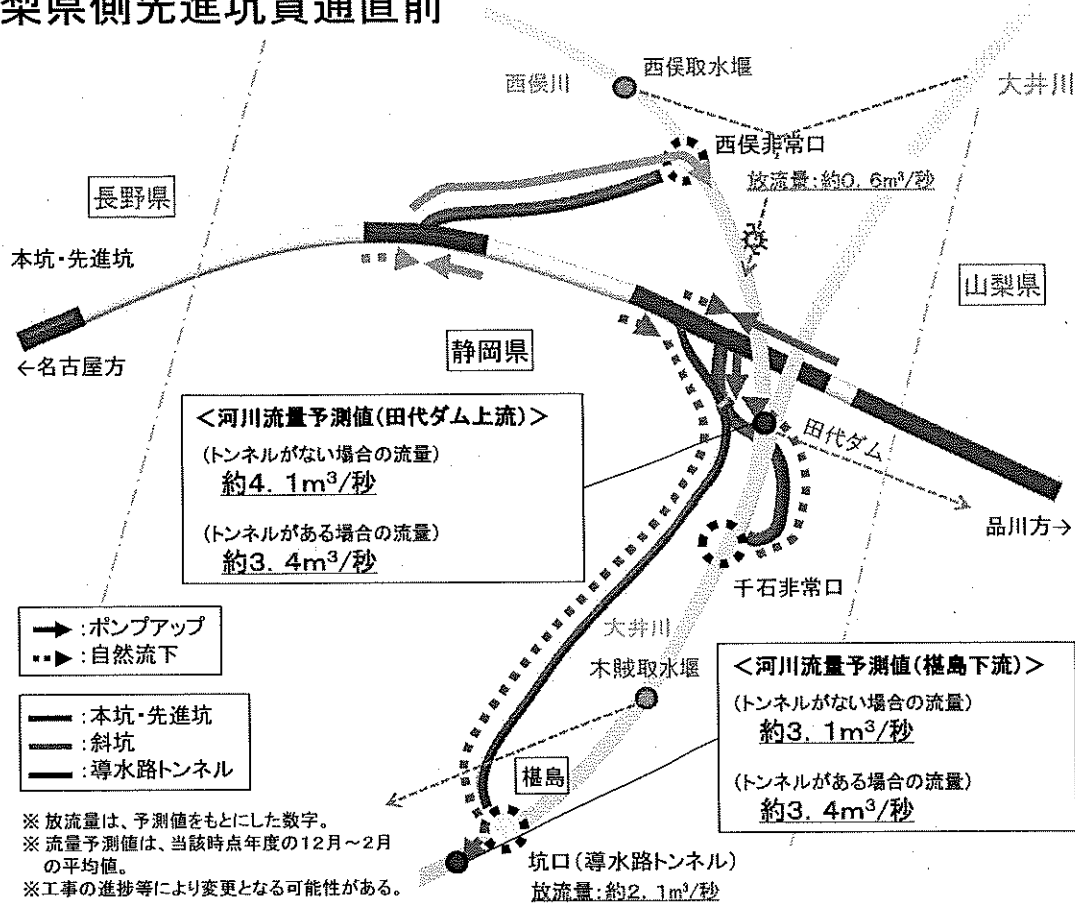 梨県側先進坑貫通直前
西俣川
西俣取水堰
大井川
西俣非常口
放流量：約0．6m³/秒
長野県
本坑・先進坑
←名古屋方
静岡県
山梨県
＜河川流量予測値（田代ダム上流）＞
（トンネルがない場合の流量）
約4．1m³/秒
（トンネルがある場合の流量）
約3．4m³/秒
田代ダム
品川方→
千石非常口
大井川
木賊取水堰
：ポンプアップ
：自然流下
：本坑・先進坑
：斜坑
：導水路トンネル
椹島
＜河川流量予測値（椹島下流）＞
（トンネルがない場合の流量）
約3．1m³/秒
（トンネルがある場合の流量）
約3．4m³/秒
※ 放流量は、予測値をもとにした数字。
※ 流量予測値は、当該時点年度の12月～2月
の平均値。
※工事の進捗等により変更となる可能性がある。
坑口（導水路トンネル）
放流量：約2．1m³/秒